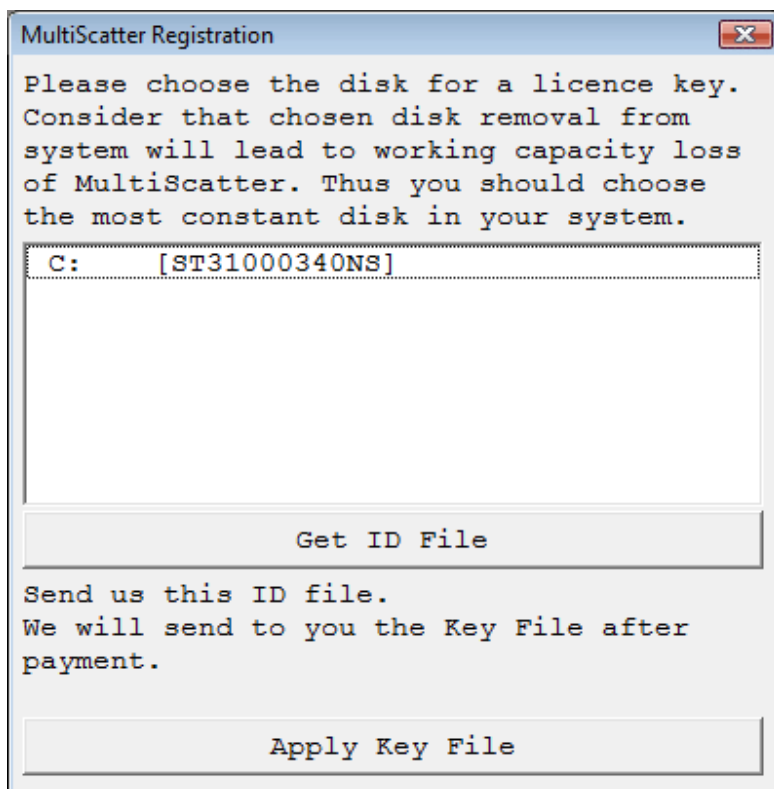 MultiScatter Registration
Please choose the disk for a licence key.
Consider that chosen disk removal from
system will lead to working capacity loss
of MultiScatter. Thus you should choose
the most constant disk in your system.
C: [ST31000340NS]
Get ID File
Send us this ID file.
We will send to you the Key File after
payment.
Apply Key File